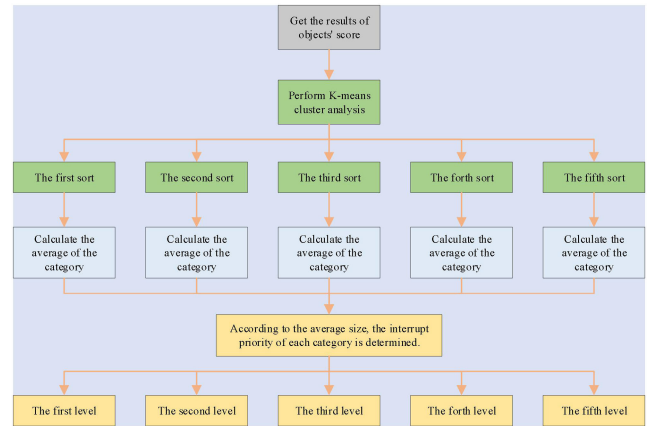 Get the results of
objects' score
Perform K-means
cluster analysis
The first sort
The second sort
The third sort
The forth sort
The fifth sort
Calculate the
average of the
category
Calculate the
average of the
category
Calculate the
average of the
category
Calculate the
average of the
category
Calculate the
average of the
category
According to the average size, the interrupt
priority of each category is determined.
The first level
The second level
The third level
The forth level
The fifth level